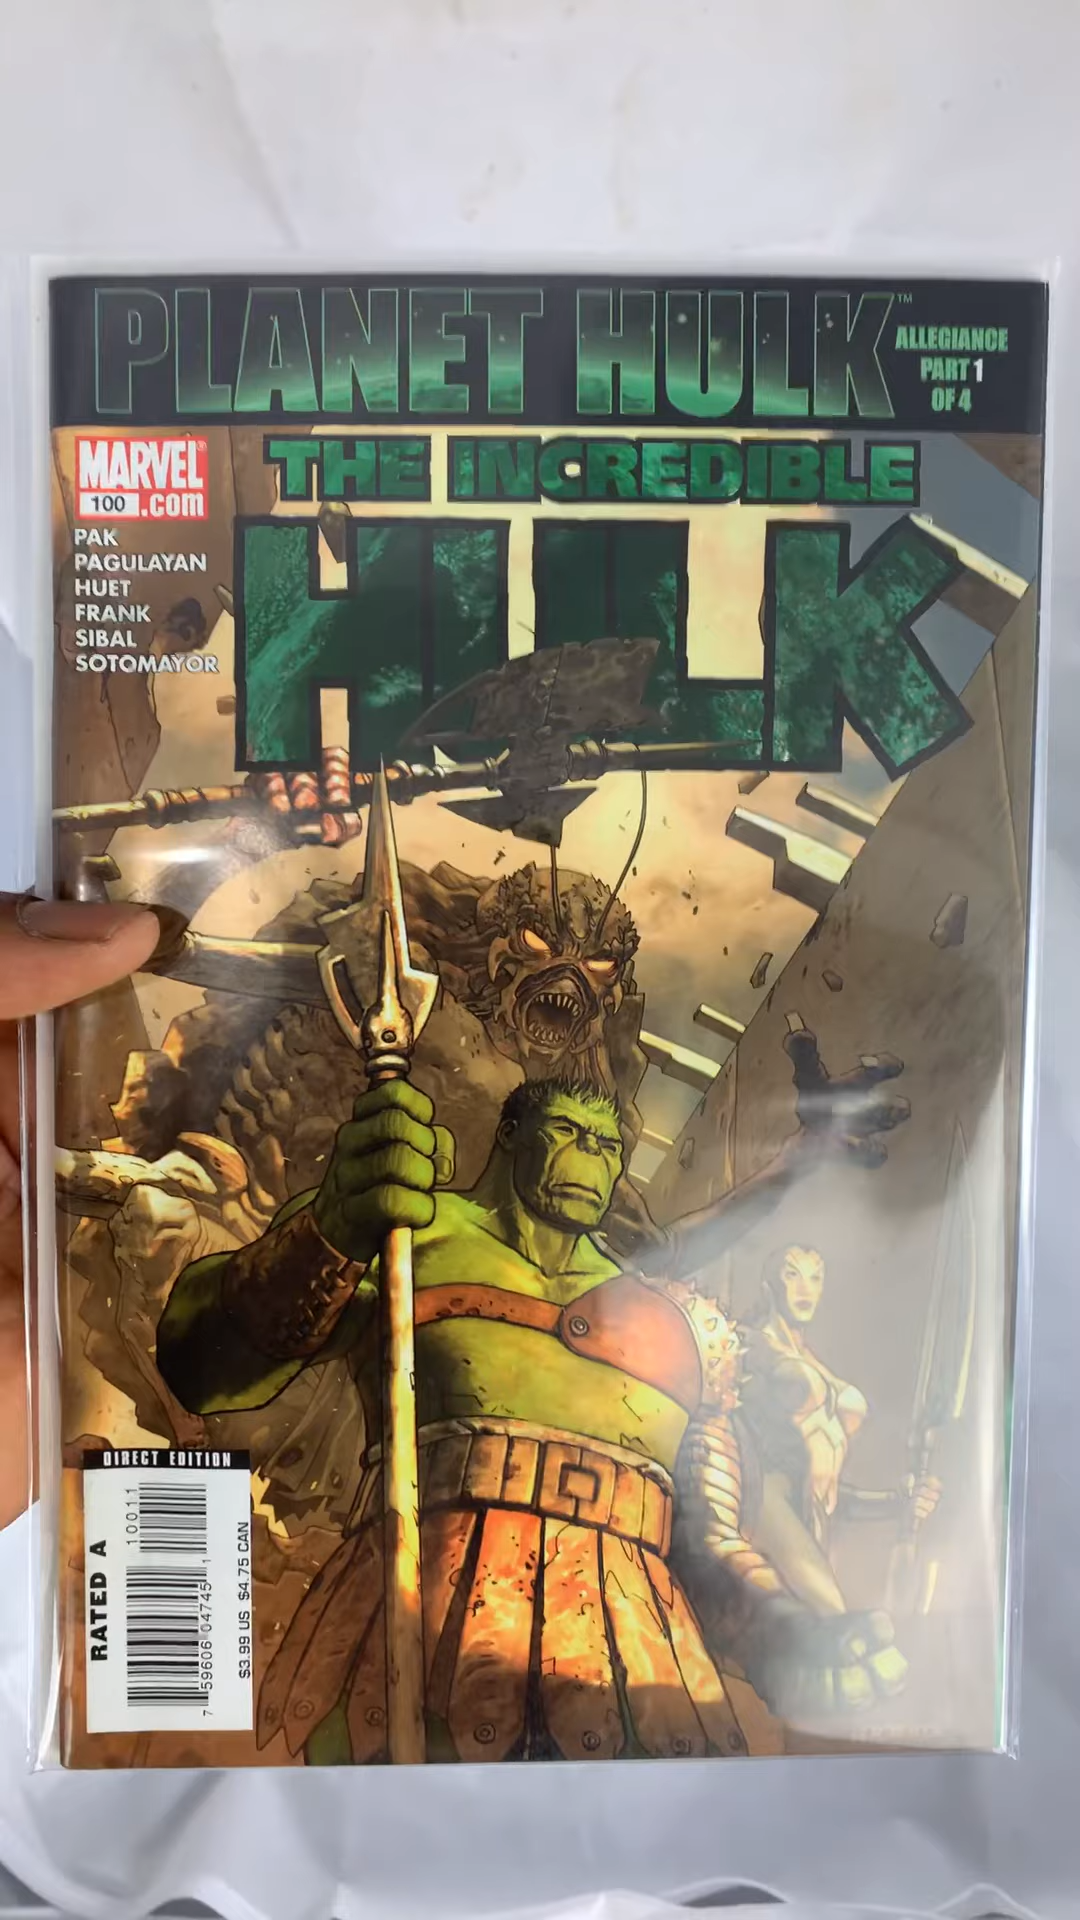 PLANET HULK™
ALLEGIANCE
PART 1
OF 4
MARVEL®
100 .com
THE INCREDIBLE
HULK
PAK
PAGULAYAN
HUET
FRANK
SIBAL
SOTOMAYOR
DIRECT EDITION
RATED A
10011
7 59606 04745 1
$3.99 US $4.75 CAN